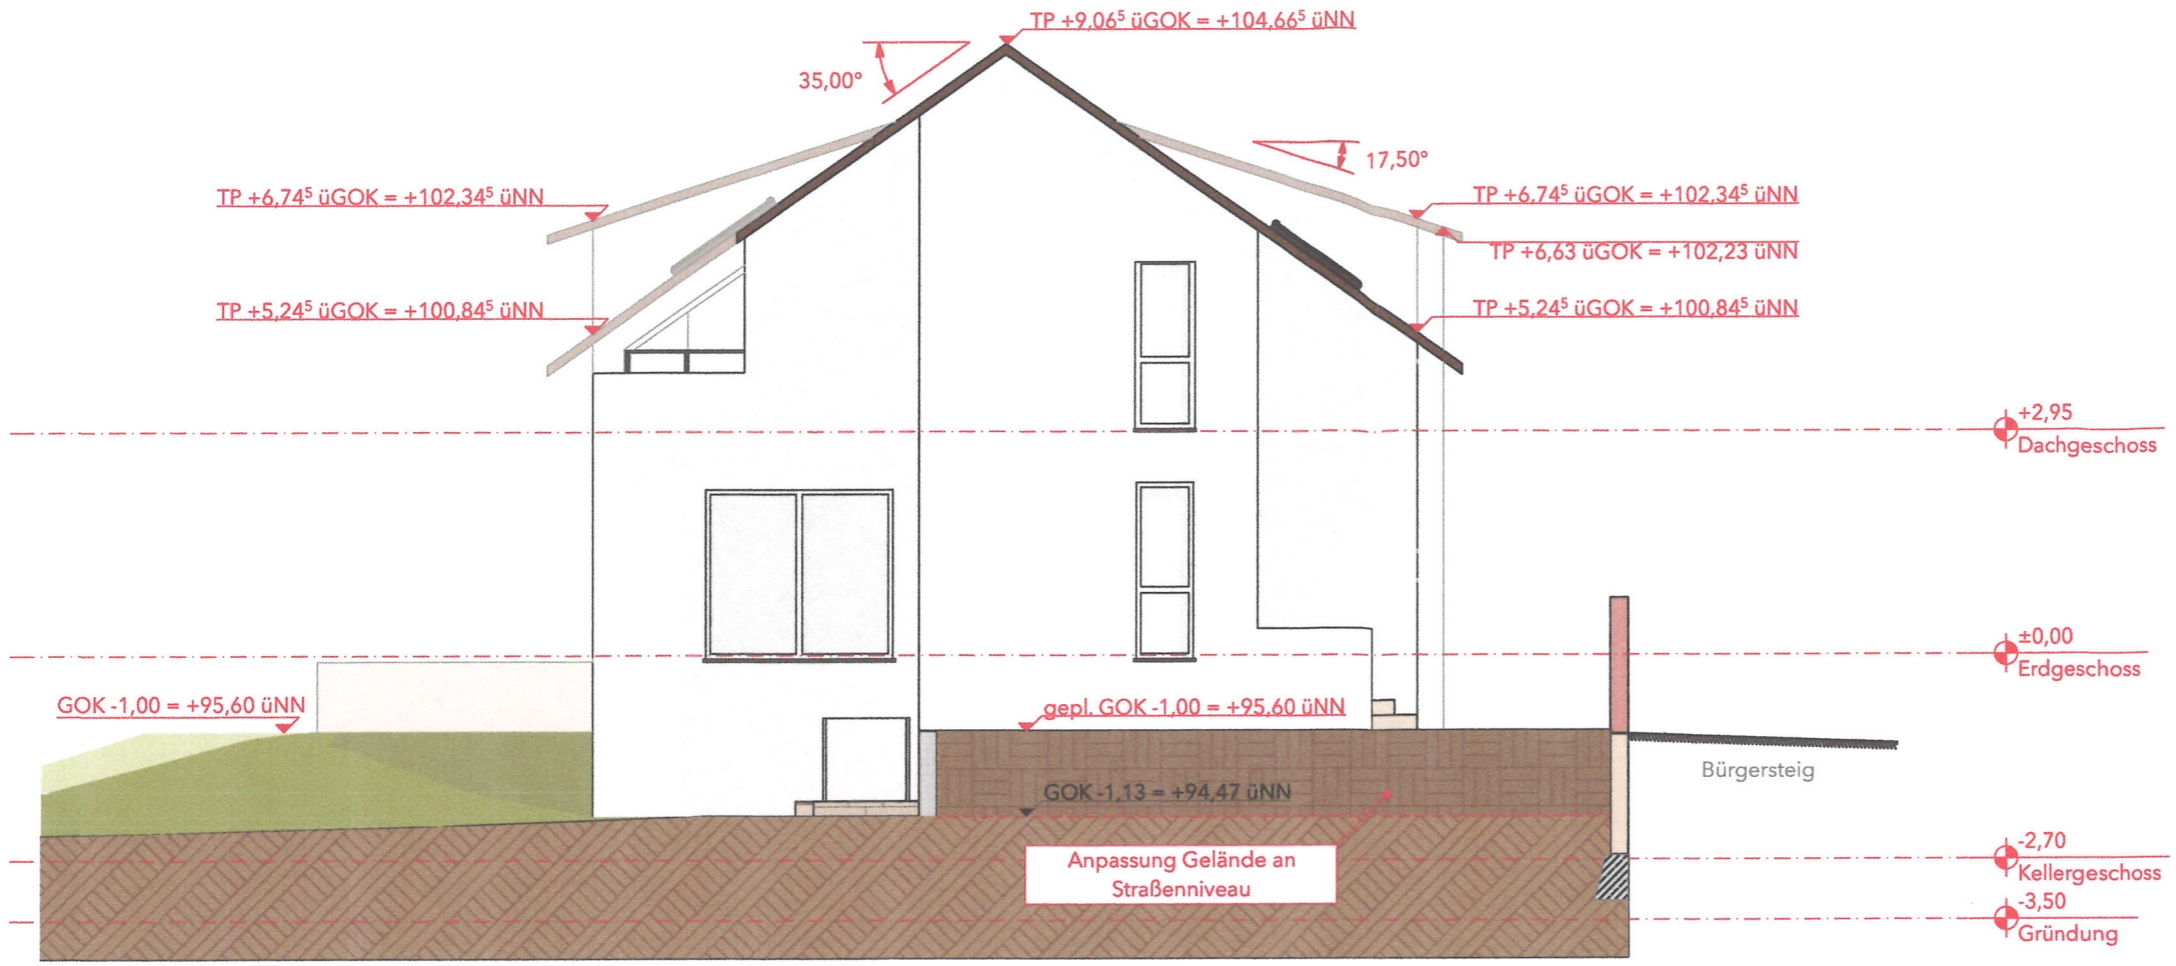 TP +9,06⁵ üGOK = +104,66⁵ üNN
35,00°
17,50°
TP +6,74⁵ üGOK = +102,34⁵ üNN
TP +6,74⁵ üGOK = +102,34⁵ üNN
TP +6,63 üGOK = +102,23 üNN
TP +5,24⁵ üGOK = +100,84⁵ üNN
TP +5,24⁵ üGOK = +100,84⁵ üNN
+2,95
Dachgeschoss
±0,00
Erdgeschoss
GOK -1,00 = +95,60 üNN
gepl. GOK -1,00 = +95,60 üNN
Bürgersteig
GOK -1,13 = +94,47 üNN
Anpassung Gelände an
Straßenniveau
-2,70
Kellergeschoss
-3,50
Gründung